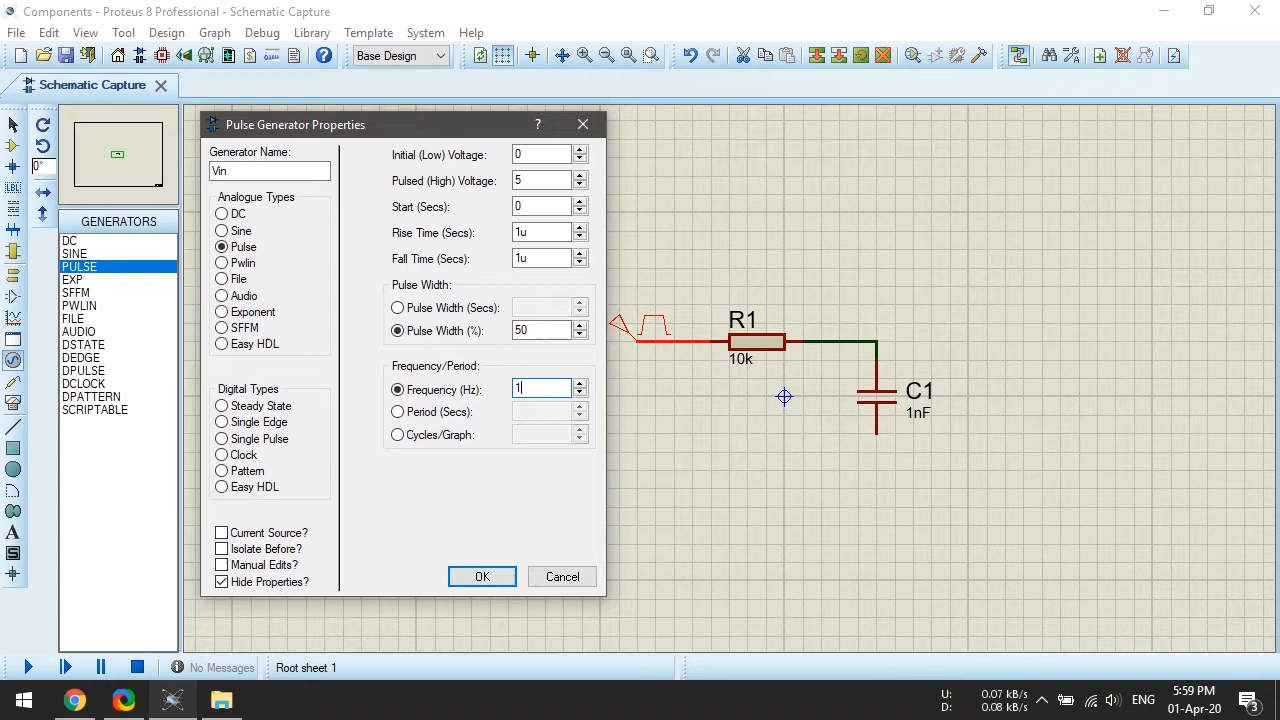 Components - Proteus 8 Professional - Schematic Capture
File Edit View Tool Design Graph Debug Library Template System Help
Base Design
Schematic Capture
0°
LBL
GENERATORS
DC
SINE
PULSE
EXP
SFFM
PWLIN
FILE
AUDIO
DSTATE
DEDGE
DPULSE
DCLOCK
DPATTERN
SCRIPTABLE
A
S
Pulse Generator Properties ?
Generator Name:
Vin
Analogue Types
DC
Sine
Pulse
Pwlin
File
Audio
Exponent
SFFM
Easy HDL
Digital Types
Steady State
Single Edge
Single Pulse
Clock
Pattern
Easy HDL
Current Source?
Isolate Before?
Manual Edits?
Hide Properties?
Initial (Low) Voltage: 0
Pulsed (High) Voltage: 5
Start (Secs): 0
Rise Time (Secs): 1u
Fall Time (Secs): 1u
Pulse Width:
Pulse Width (Secs):
Pulse Width (%): 50
Frequency/Period:
Frequency (Hz): 1
Period (Secs):
Cycles/Graph:
OK Cancel
R1
10k
C1
1nF
No Messages Root sheet 1
U: 0.07 kB/s
D: 0.08 kB/s
ENG
5:59 PM
01-Apr-20
3